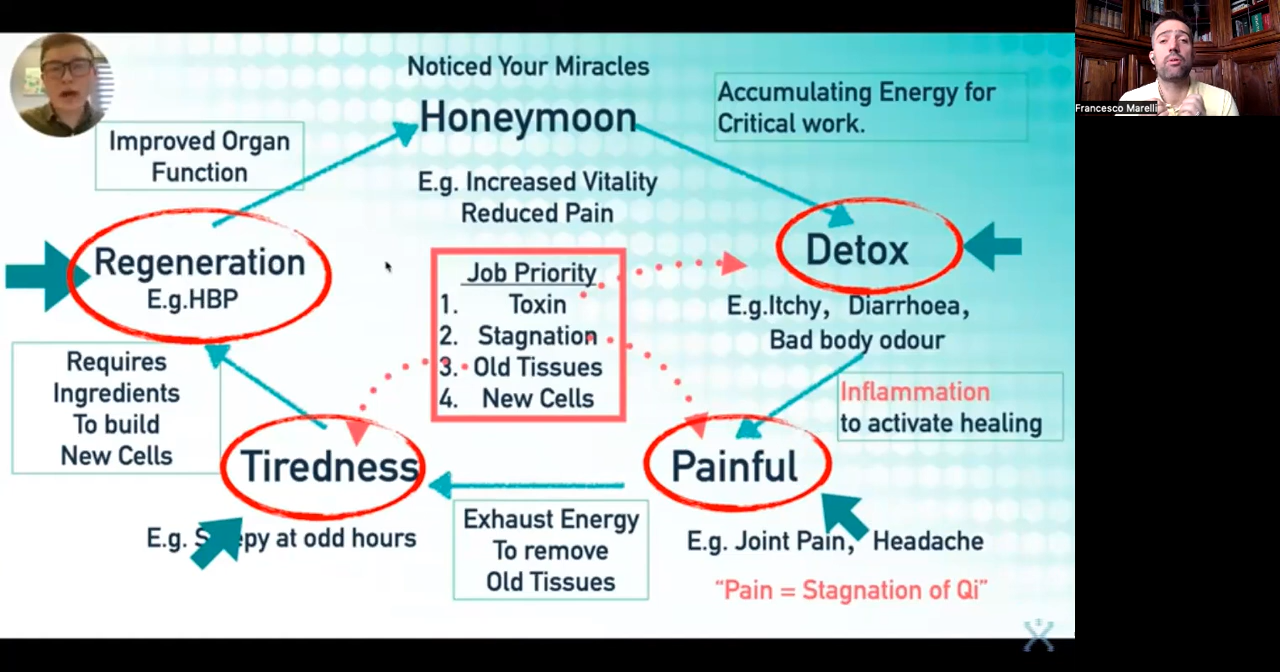 Noticed Your Miracles
Honeymoon
E.g. Increased Vitality
Reduced Pain
Accumulating Energy for
Critical work.
Francesco Marelli
Improved Organ
Function
Regeneration
E.g.HBP
Job Priority
1. Toxin
2. Stagnation
3. Old Tissues
4. New Cells
Detox
E.g.Itchy, Diarrhoea,
Bad body odour
Inflammation
to activate healing
Requires
Ingredients
To build
New Cells
Tiredness
E.g. at odd hours
Exhaust Energy
To remove
Old Tissues
Painful
E.g. Joint Pain, Headache
“Pain = Stagnation of Qi”